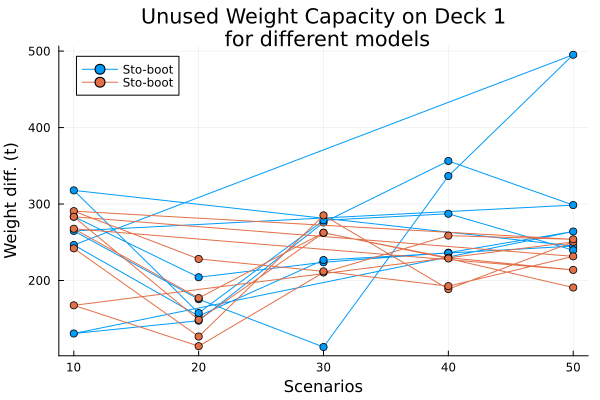 Unused Weight Capacity on Deck 1
for different models
Weight diff. (t)
500
400
300
200
Sto-boot
Sto-boot
10
20
30
40
50
Scenarios